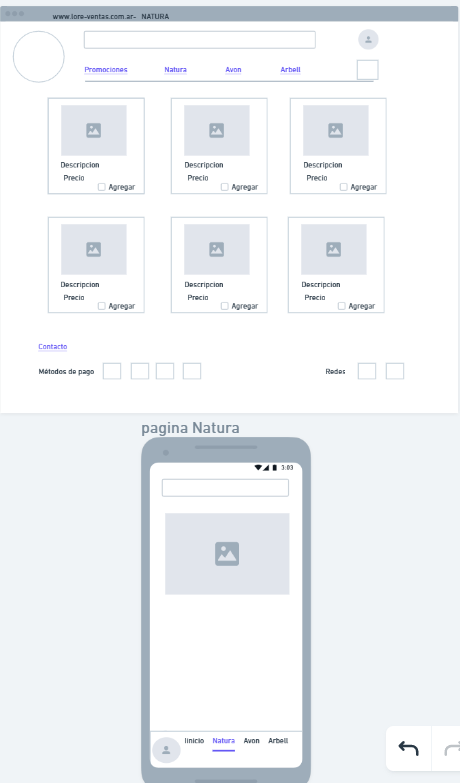 www.lore-ventas.com.ar- NATURA
Promociones Natura Avon Arbell
Descripcion Descripcion Descripcion
Precio Precio Precio
Agregar Agregar Agregar
Descripcion Descripcion Descripcion
Precio Precio Precio
Agregar Agregar Agregar
Contacto
Métodos de pago Redes
pagina Natura
3:03
Iinicio Natura Avon Arbell